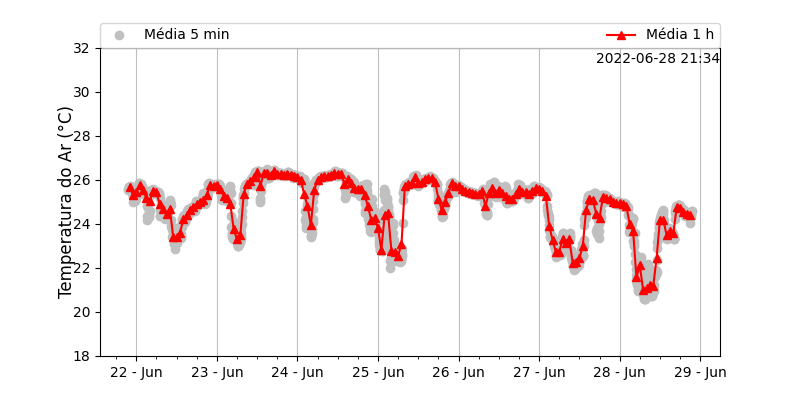 Média 5 min
Média 1 h
2022-06-28 21:34
Temperatura do Ar (°C)
32
30
28
26
24
22
20
18
22 - Jun
23 - Jun
24 - Jun
25 - Jun
26 - Jun
27 - Jun
28 - Jun
29 - Jun